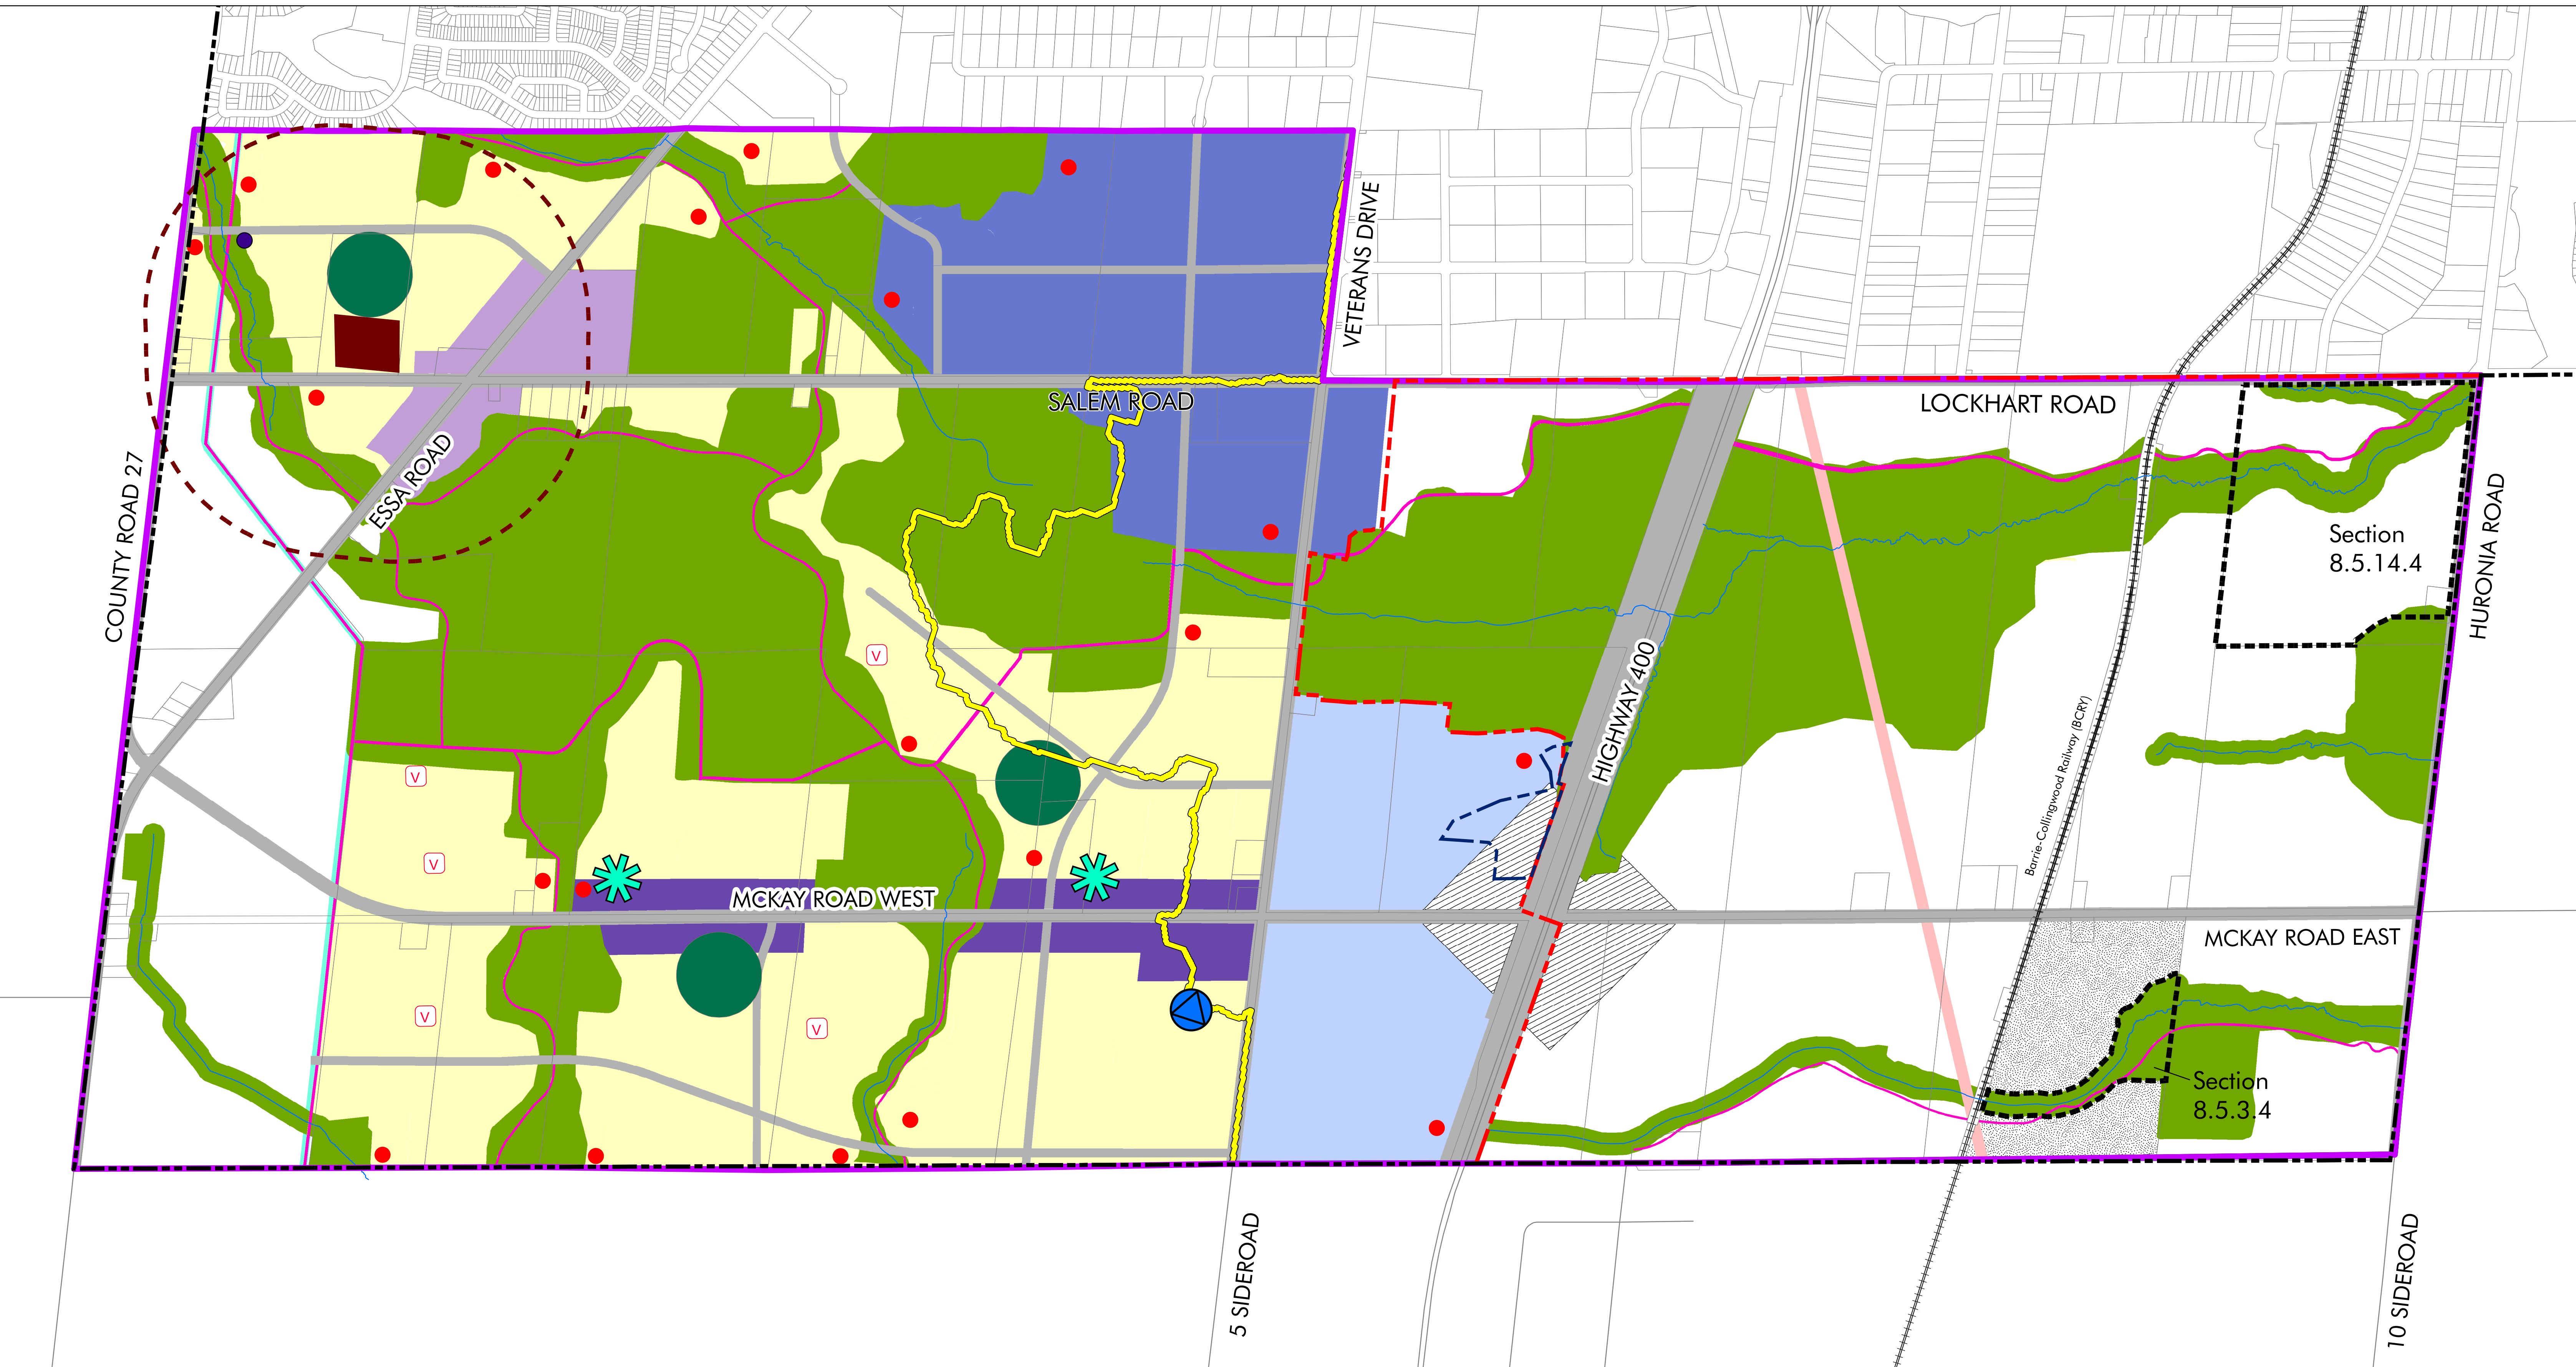 VETERANS DRIVE
SALEM ROAD
LOCKHART ROAD
ESSA ROAD
COUNTY ROAD 27
Section
8.5.14.4
HURONIA ROAD
V
HIGHWAY 400
Barrie-Collingwood Railway (BCRY)
V
V
MCKAY ROAD WEST
MCKAY ROAD EAST
V
V
Section
8.5.3.4
5 SIDEROAD
10 SIDEROAD